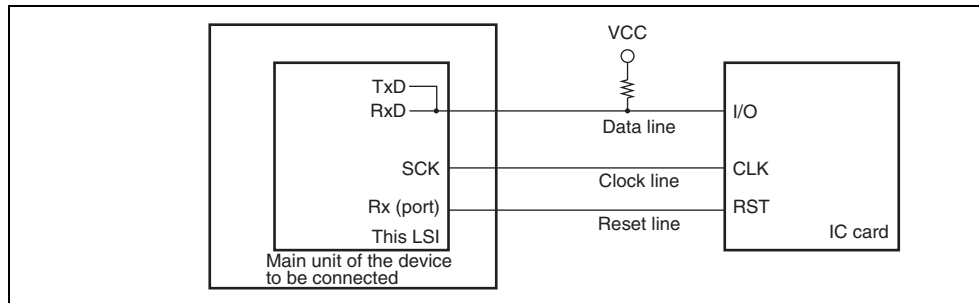 VCC
TxD
RxD
I/O
Data line
SCK
CLK
Clock line
Rx (port)
RST
Reset line
This LSI
IC card
Main unit of the device
to be connected